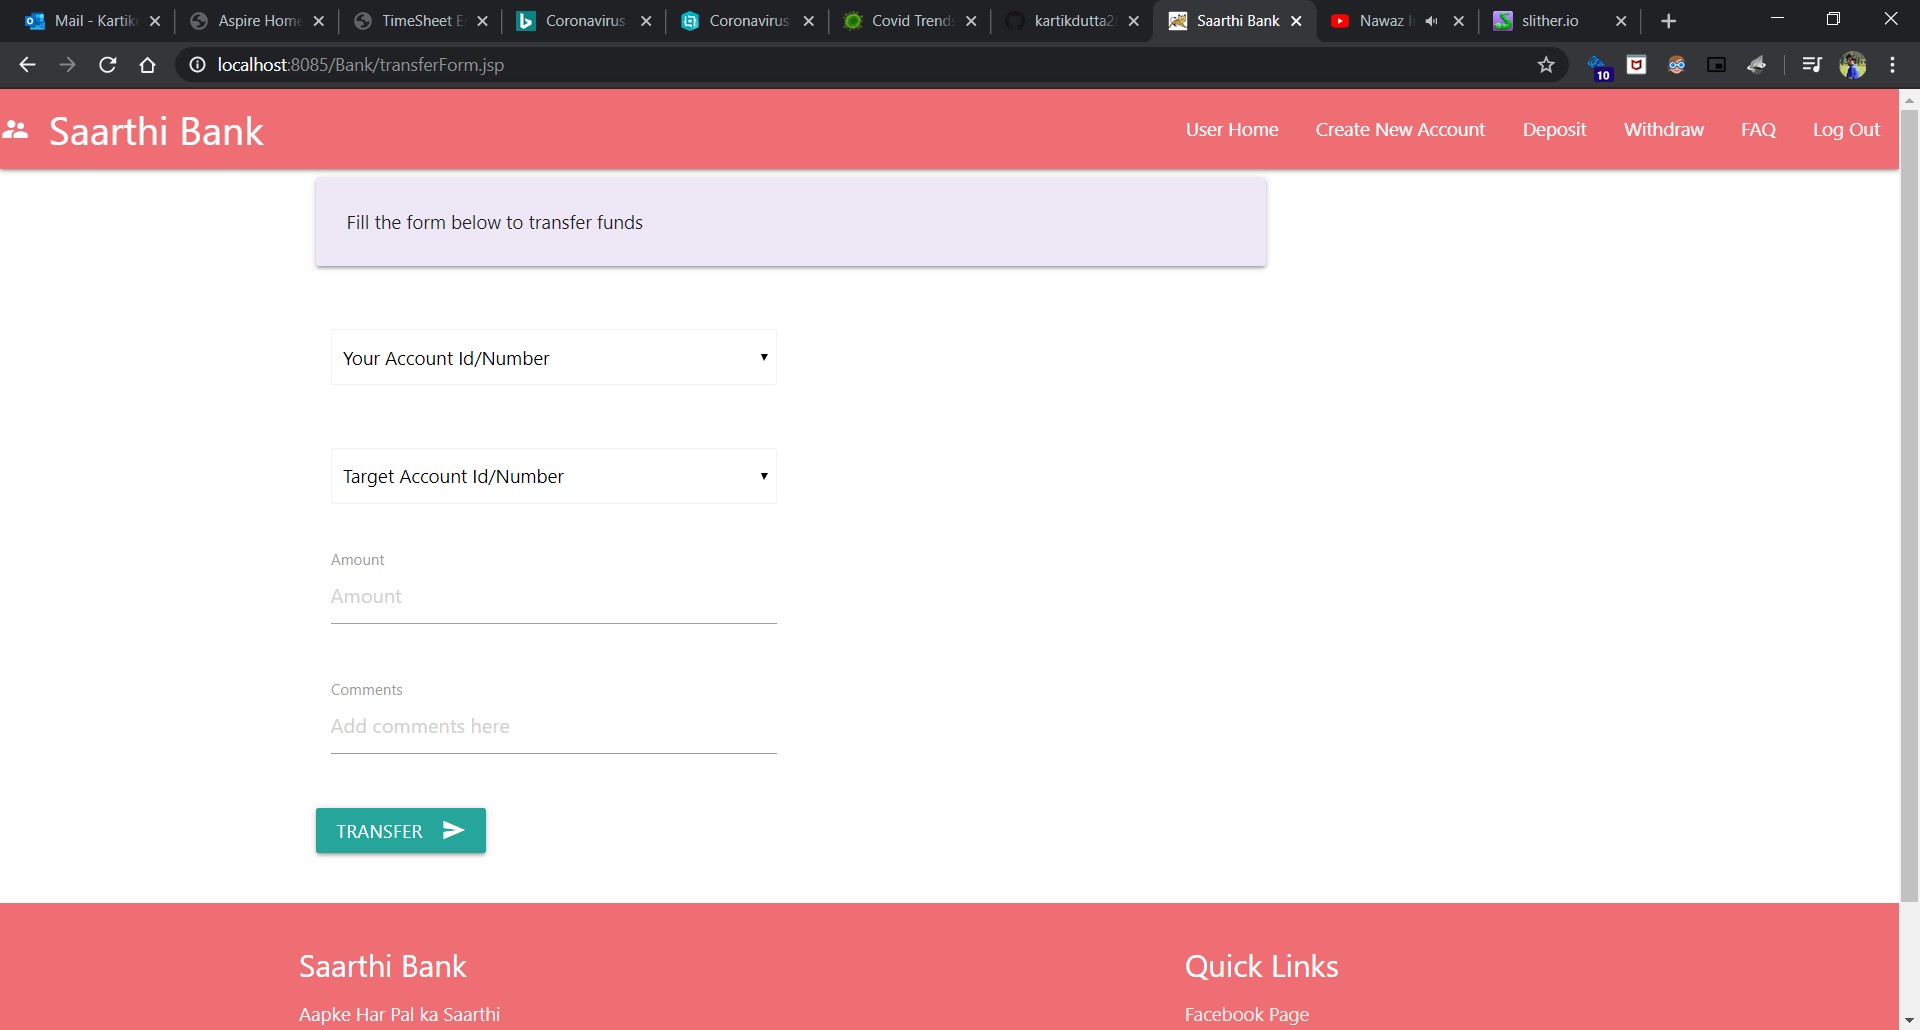 Mail - Kartik
Aspire Home
TimeSheet E
Coronavirus
Coronavirus
Covid Trends
kartikdutta2
Saarthi Bank
Nawaz
slither.io
localhost:8085/Bank/transferForm.jsp
10
Saarthi Bank
User Home
Create New Account
Deposit
Withdraw
FAQ
Log Out
Fill the form below to transfer funds
Your Account Id/Number
Target Account Id/Number
Amount
Amount
Comments
Add comments here
TRANSFER
Saarthi Bank
Quick Links
Aapke Har Pal ka Saarthi
Facebook Page